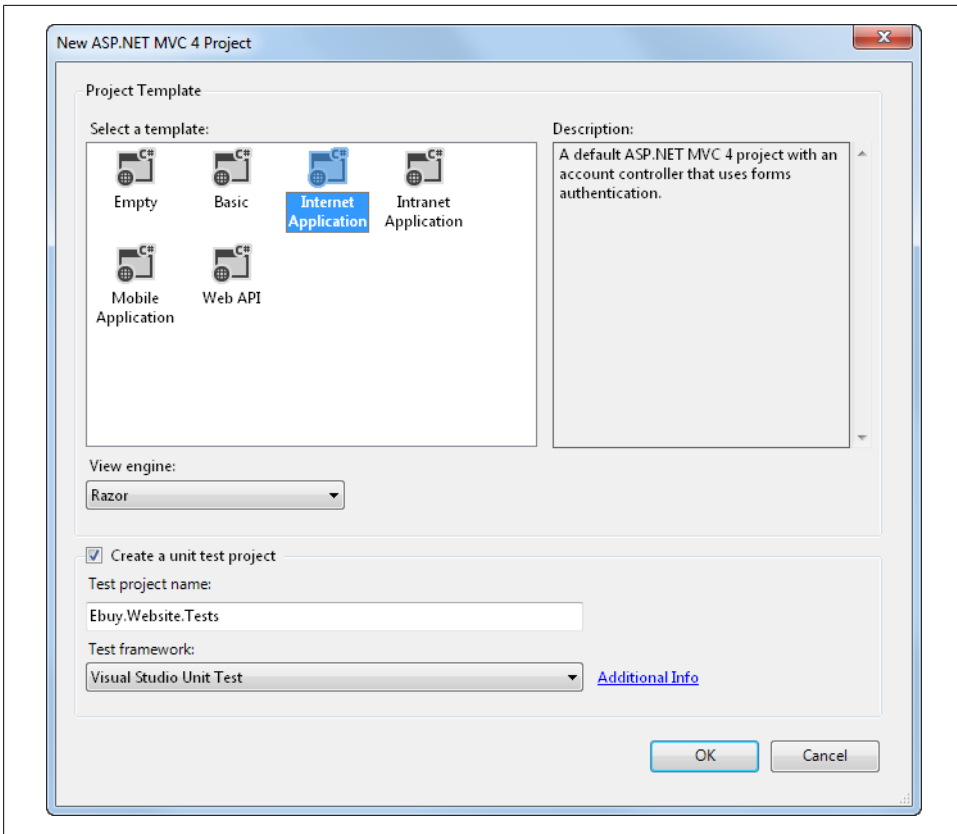 New ASP.NET MVC 4 Project
Project Template
Select a template:
Description:
C#
C#
C#
C#
Empty
Basic
Internet
Application
Intranet
Application
C#
C#
Mobile
Application
Web API
A default ASP.NET MVC 4 project with an
account controller that uses forms
authentication.
View engine:
Razor
Create a unit test project
Test project name:
Ebuy.Website.Tests
Test framework:
Visual Studio Unit Test
Additional Info
OK
Cancel